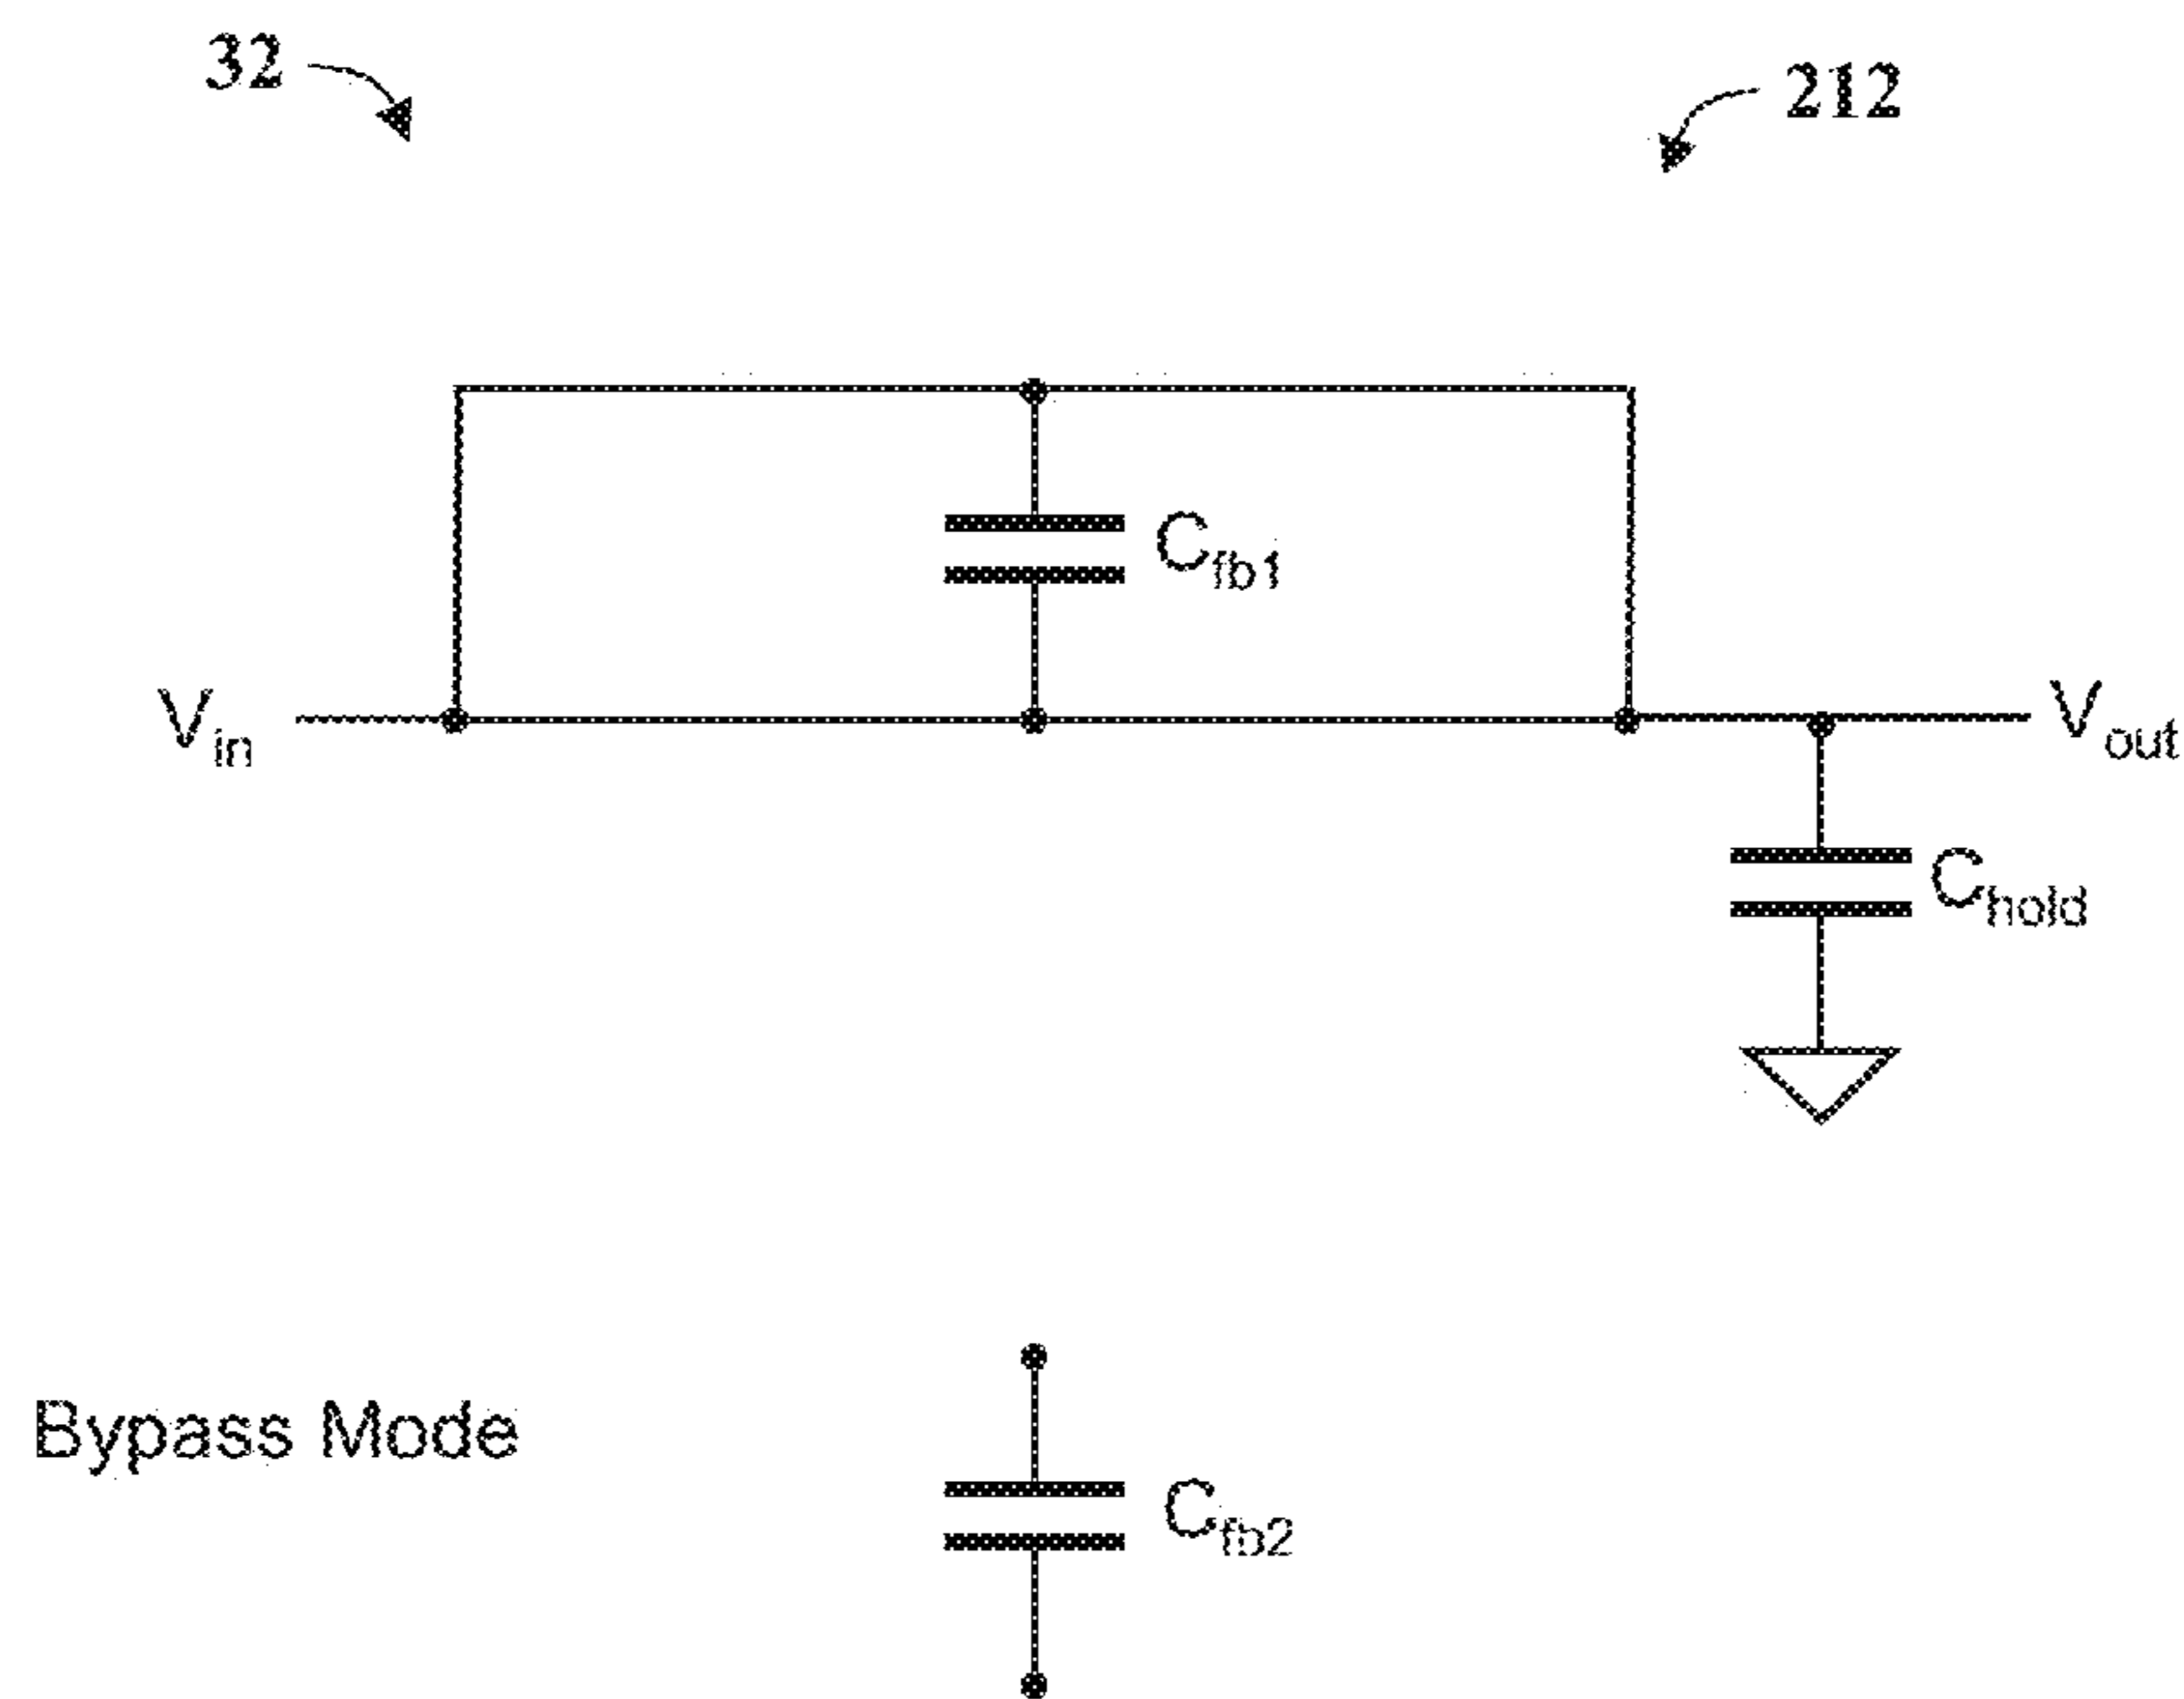 32
212
C_fb1
V_in
V_out
C_hold
Bypass Mode
C_fb2